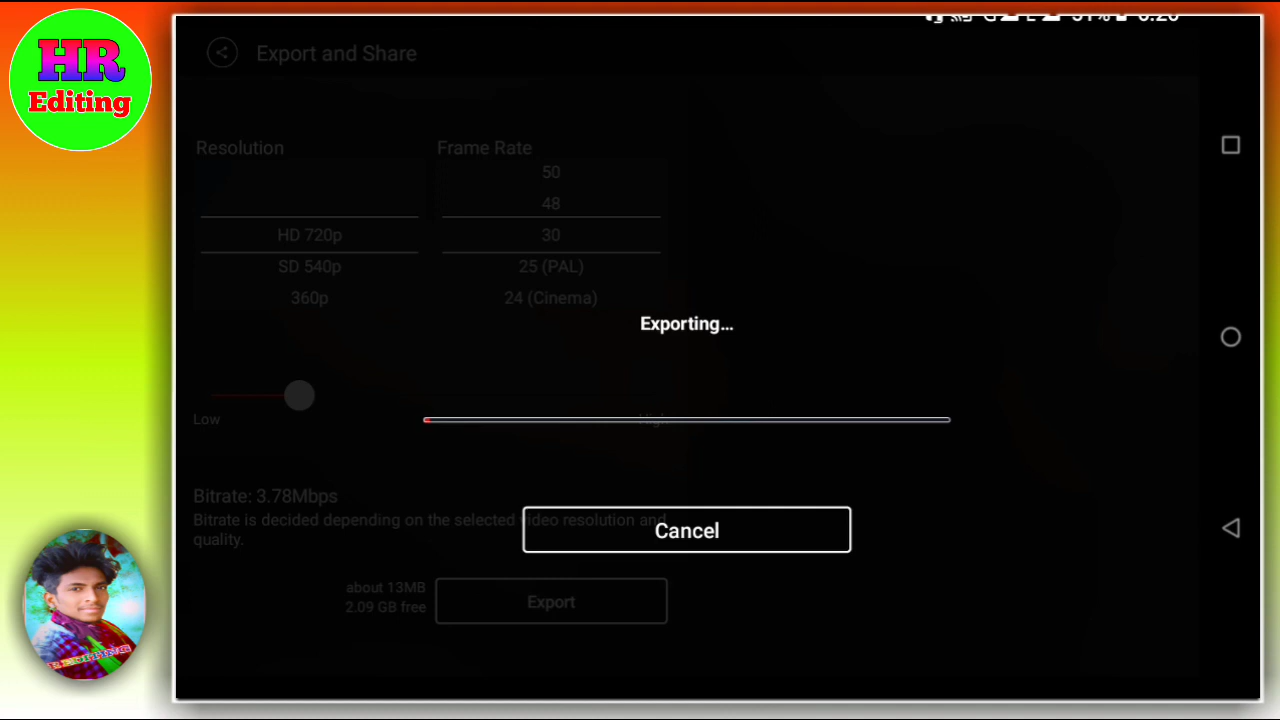 HR
Editing
Export and Share
Resolution
Frame Rate
50
48
HD 720p
30
SD 540p
25 (PAL)
360p
24 (Cinema)
Exporting...
Low
High
Bitrate: 3.78Mbps
Bitrate is decided depending on the selected video resolution and
quality.
Cancel
about 13MB
2.09 GB free
Export